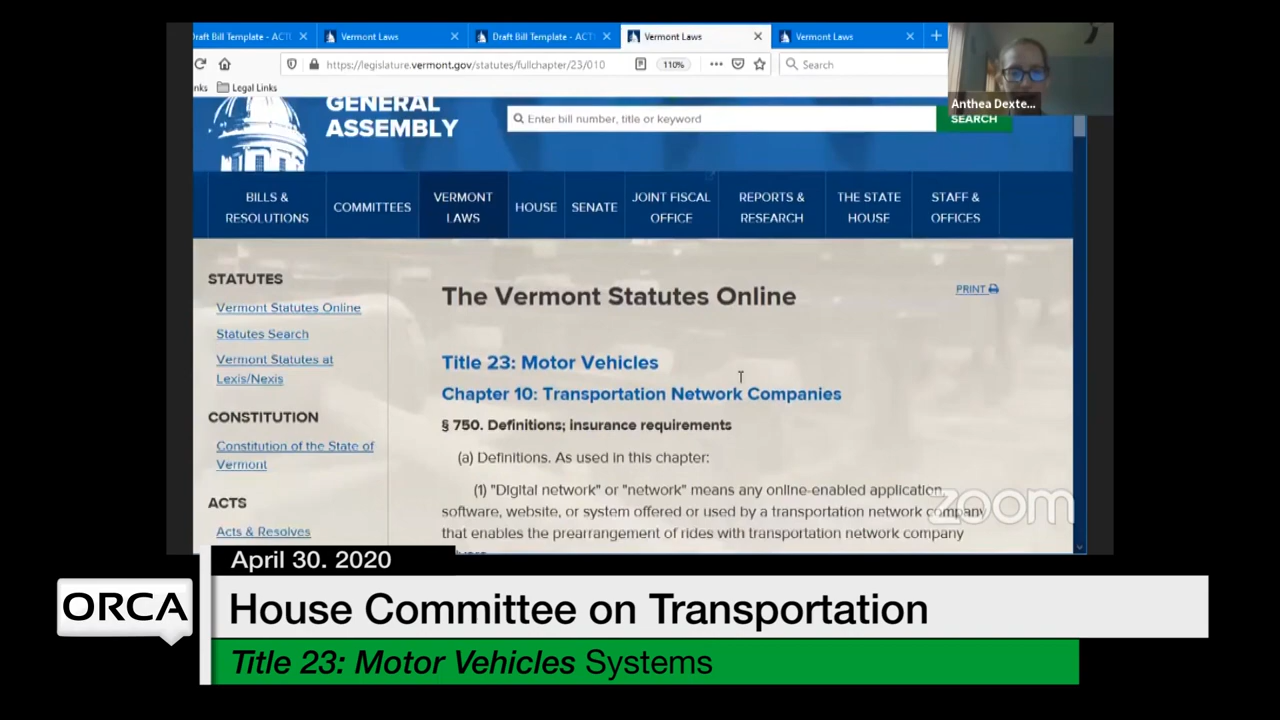 Draft Bill Template - ACT
Vermont Laws
Draft Bill Template - ACT
Vermont Laws
Vermont Laws
https://legislature.vermont.gov/statutes/fullchapter/23/010
110%
Search
nks
Legal Links
Anthea Dexte...
GENERAL
ASSEMBLY
Enter bill number, title or keyword
SEARCH
BILLS &
RESOLUTIONS
COMMITTEES
VERMONT
LAWS
HOUSE
SENATE
JOINT FISCAL
OFFICE
REPORTS &
RESEARCH
THE STATE
HOUSE
STAFF &
OFFICES
STATUTES
Vermont Statutes Online
Statutes Search
Vermont Statutes at
Lexis/Nexis
CONSTITUTION
Constitution of the State of
Vermont
ACTS
Acts & Resolves
The Vermont Statutes Online
PRINT
Title 23: Motor Vehicles
Chapter 10: Transportation Network Companies
§ 750. Definitions; insurance requirements
(a) Definitions. As used in this chapter:
(1) "Digital network" or "network" means any online-enabled application,
software, website, or system offered or used by a transportation network company
that enables the prearrangement of rides with transportation network company
zoom
April 30. 2020
ORCA
House Committee on Transportation
Title 23: Motor Vehicles Systems